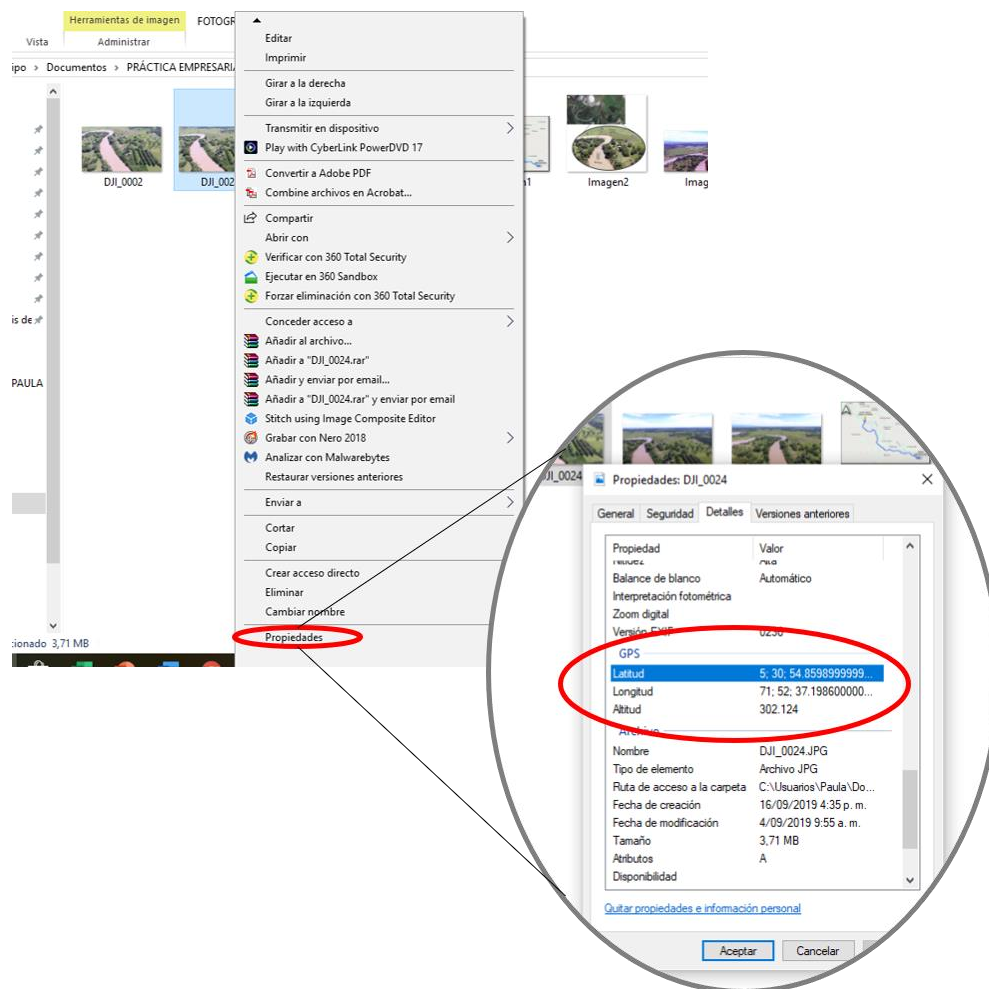 Herramientas de imagen FOTOGR
Vista Administrar
ipo > Documentos > PRÁCTICA EMPRESARI
DJI_0002
DJI_002
Imagen2
Imag
is de
PAULA
ionado 3,71 MB
Editar
Imprimir
Girar a la derecha
Girar a la izquierda
Transmitir en dispositivo
Play with CyberLink PowerDVD 17
Convertir a Adobe PDF
Combine archivos en Acrobat...
Compartir
Abrir con
Verificar con 360 Total Security
Ejecutar en 360 Sandbox
Forzar eliminación con 360 Total Security
Conceder acceso a
Añadir al archivo...
Añadir a "DJI_0024.rar"
Añadir y enviar por email...
Añadir a "DJI_0024.rar" y enviar por email
Stitch using Image Composite Editor
Grabar con Nero 2018
Analizar con Malwarebytes
Restaurar versiones anteriores
Enviar a
Cortar
Copiar
Crear acceso directo
Eliminar
Cambiar nombre
Propiedades
JI_0024
Propiedades: DJI_0024
General Seguridad Detalles Versiones anteriores
Propiedad Valor
Nitidez Alta
Balance de blanco Automático
Interpretación fotométrica
Zoom digital
Versión EXIF 0230
GPS
Latitud 5; 30; 54.8598999999...
Longitud 71; 52; 37.198600000...
Altitud 302.124
Archivo
Nombre DJI_0024.JPG
Tipo de elemento Archivo JPG
Ruta de acceso a la carpeta C:\Usuarios\Paula\Do...
Fecha de creación 16/09/2019 4:35 p. m.
Fecha de modificación 4/09/2019 9:55 a. m.
Tamaño 3,71 MB
Atributos A
Disponibilidad
Quitar propiedades e información personal
Aceptar Cancelar